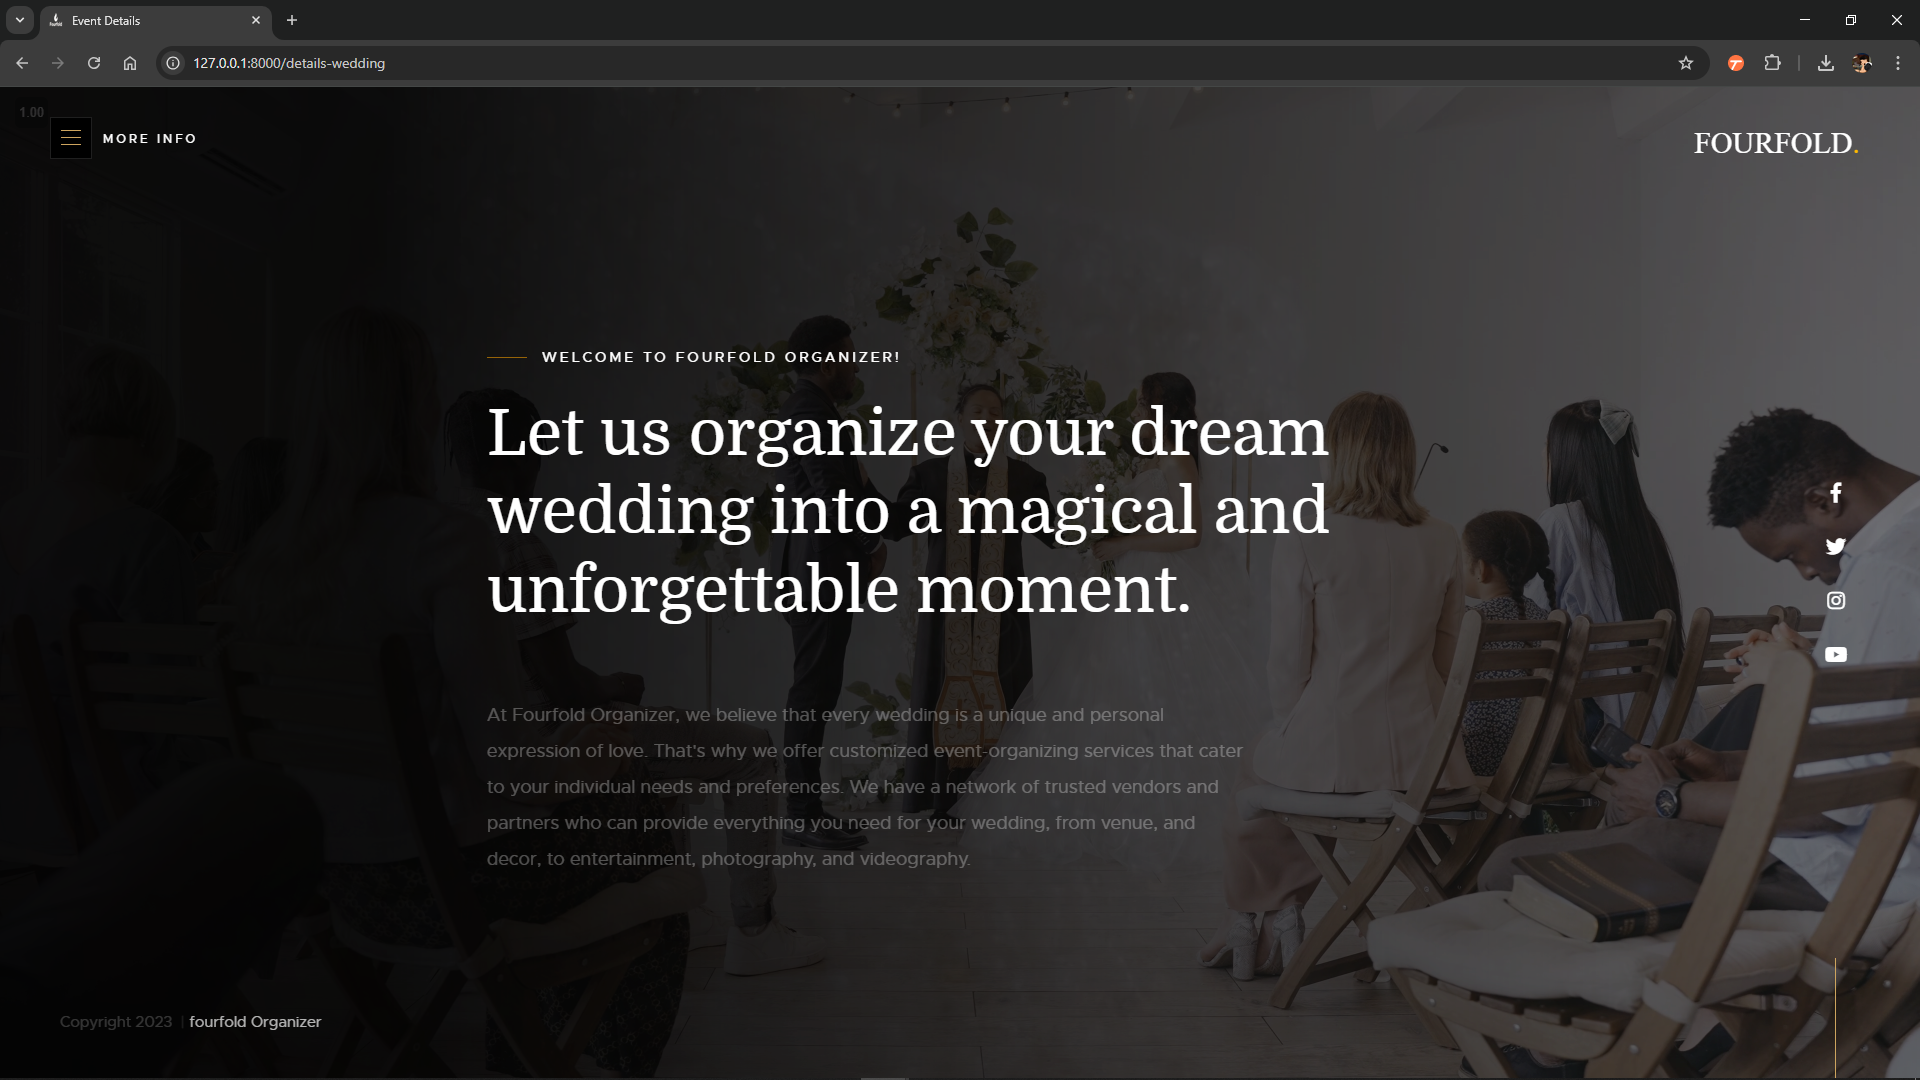 Event Details
127.0.0.1:8000/details-wedding
1.00
MORE INFO
FOURFOLD.
WELCOME TO FOURFOLD ORGANIZER!
Let us organize your dream
wedding into a magical and
unforgettable moment.
At Fourfold Organizer, we believe that every wedding is a unique and personal
expression of love. That's why we offer customized event-organizing services that cater
to your individual needs and preferences. We have a network of trusted vendors and
partners who can provide everything you need for your wedding, from venue, and
decor, to entertainment, photography, and videography.
Copyright 2023 | fourfold Organizer